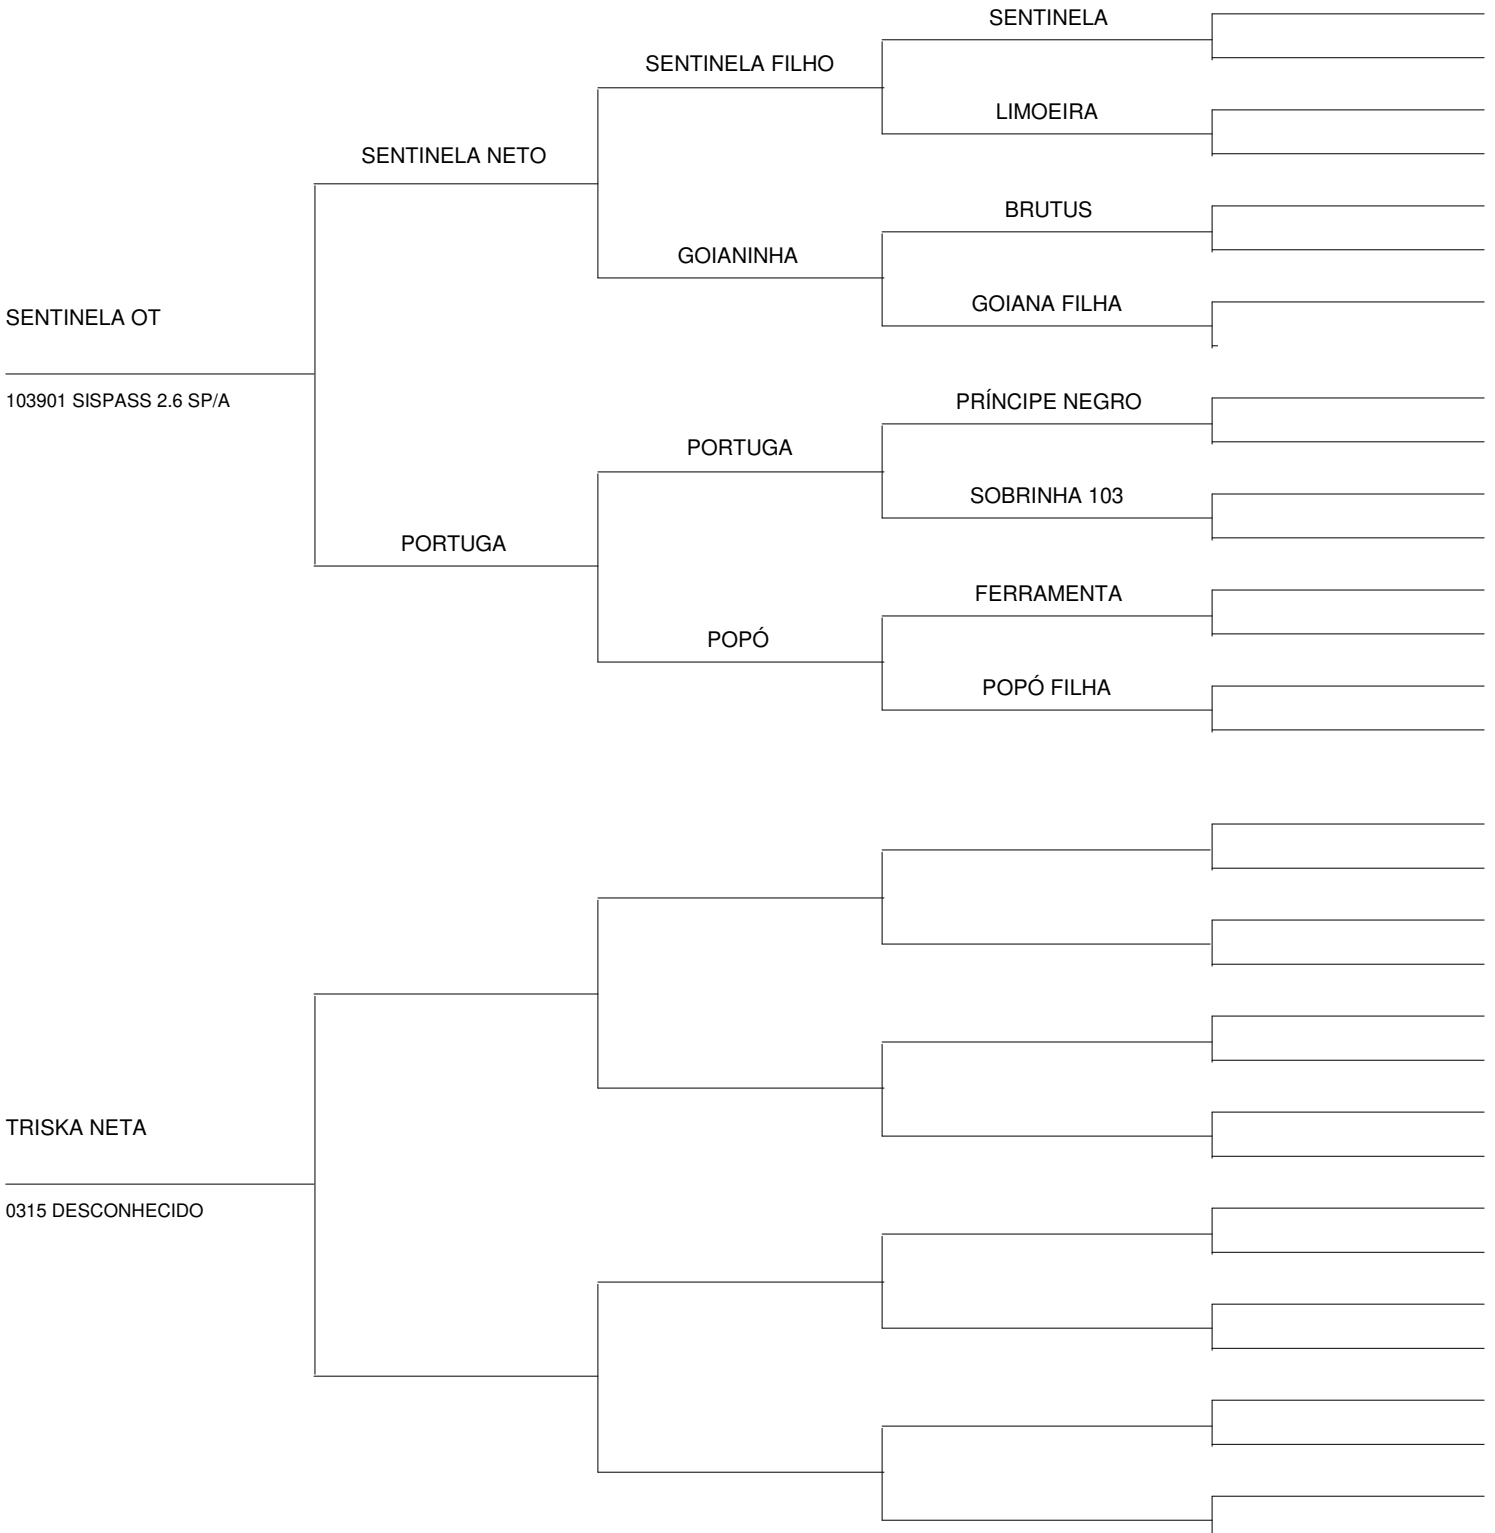 SENTINELA
SENTINELA FILHO
LIMOEIRA
SENTINELA NETO
BRUTUS
GOIANINHA
GOIANA FILHA
SENTINELA OT
103901 SISPASS 2.6 SP/A
PRÍNCIPE NEGRO
PORTUGA
SOBRINHA 103
PORTUGA
FERRAMENTA
POPÓ
POPÓ FILHA
TRISKA NETA
0315 DESCONHECIDO